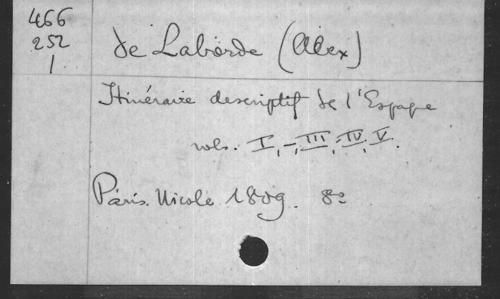 466
252
1
de Laborde (Alex)
Itinéraire descriptif de l'Espagne
vols. I, -, III, IV, V.
Paris. Nicole 1809. 8º